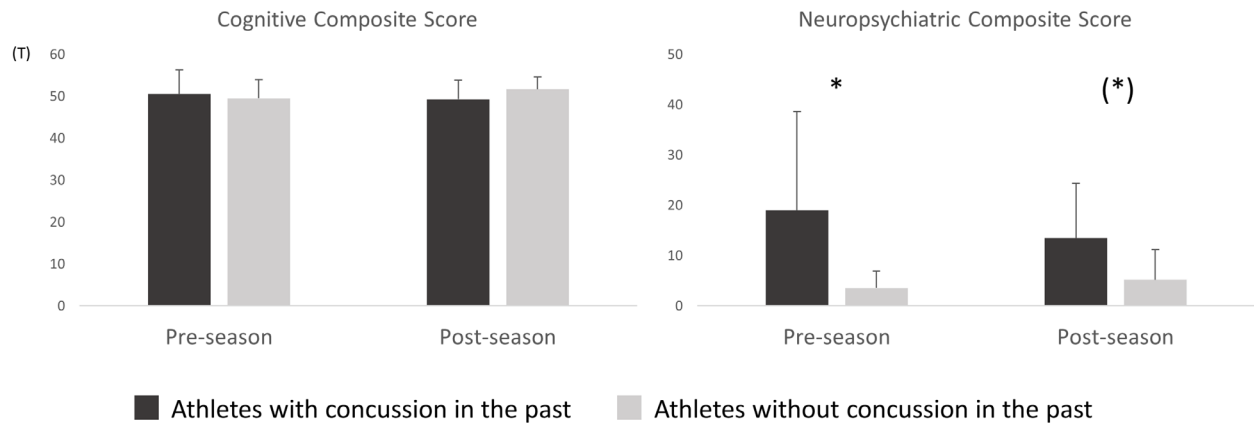 Cognitive Composite Score
(T)
60
50
40
30
20
10
0
Pre-season
Post-season
Neuropsychiatric Composite Score
50
40
30
20
10
0
*
(*)
Pre-season
Post-season
Athletes with concussion in the past
Athletes without concussion in the past